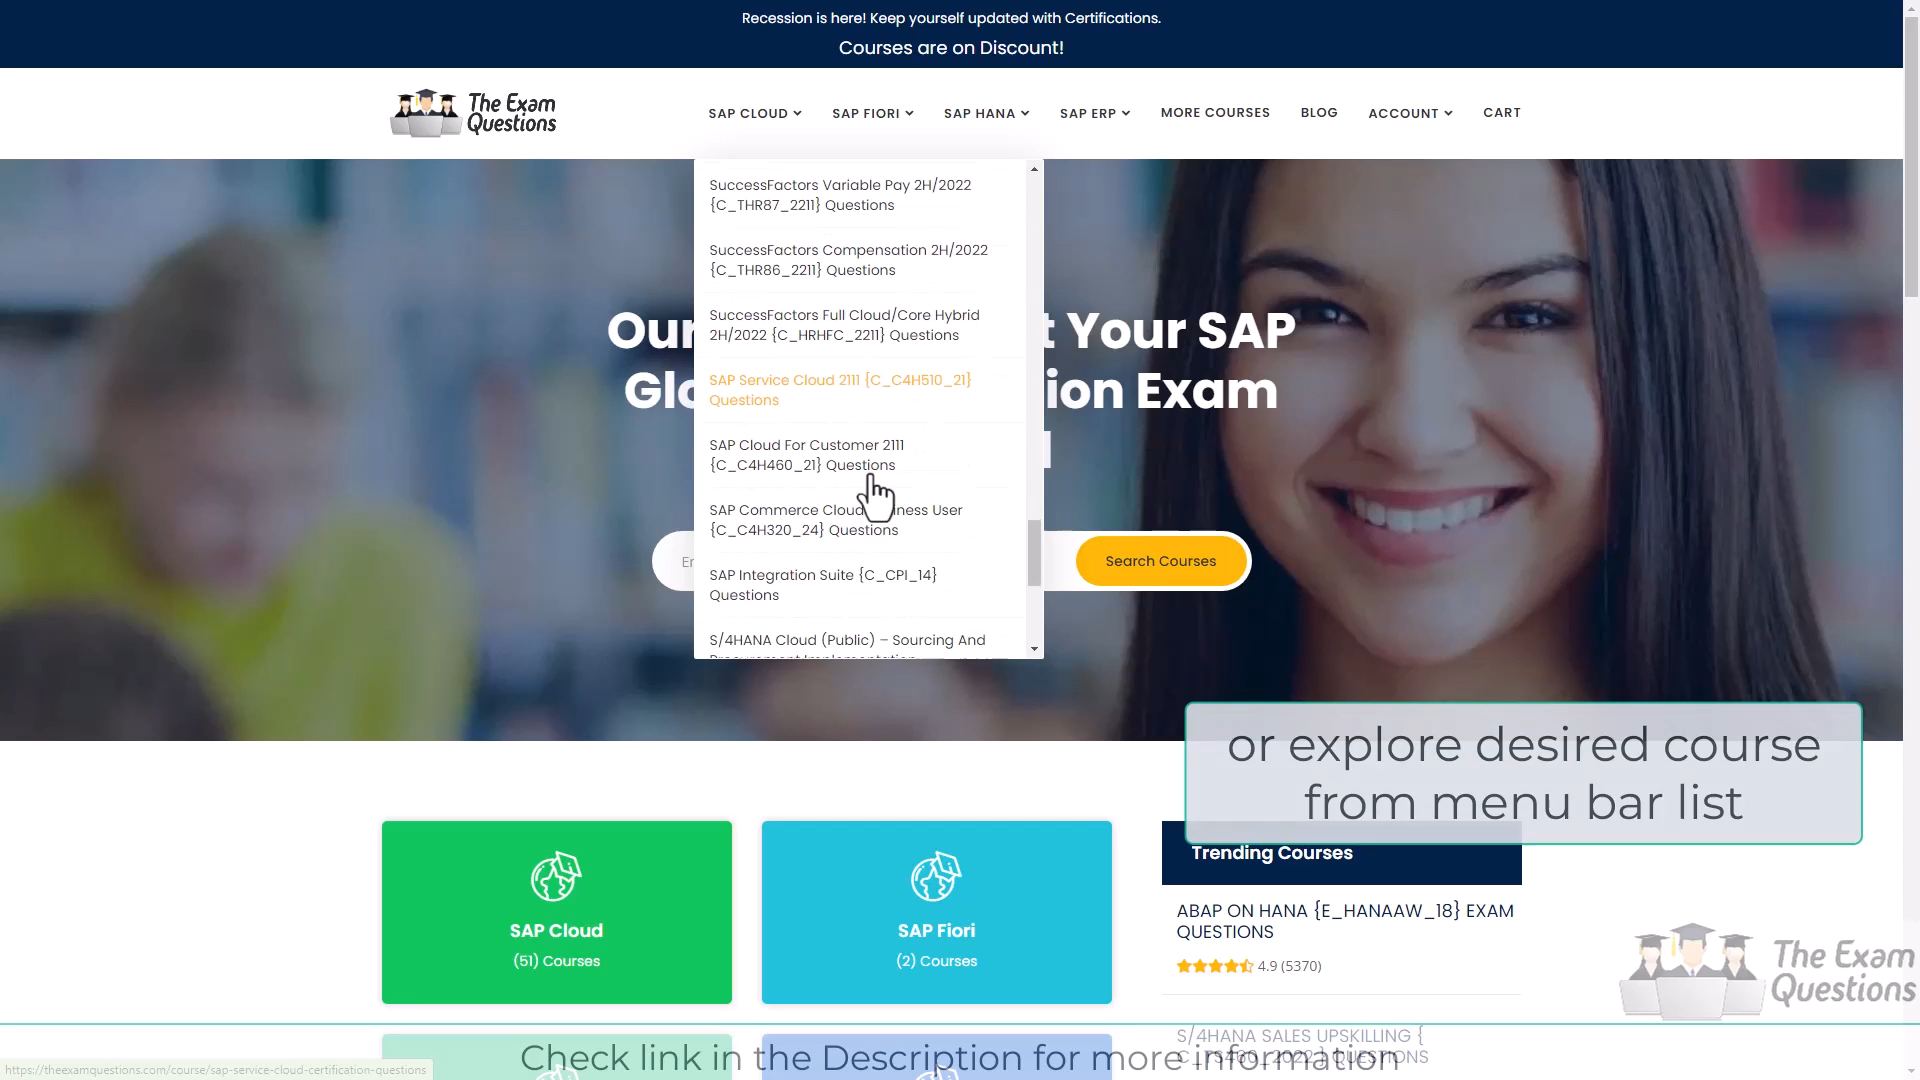 Recession is here! Keep yourself updated with Certifications.
Courses are on Discount!
The Exam
Questions
SAP CLOUD
SAP FIORI
SAP HANA
SAP ERP
MORE COURSES
BLOG
ACCOUNT
CART
SuccessFactors Variable Pay 2H/2022
{C_THR87_2211} Questions
SuccessFactors Compensation 2H/2022
{C_THR86_2211} Questions
SuccessFactors Full Cloud/Core Hybrid
2H/2022 {C_HRHFC_2211} Questions
SAP Service Cloud 2111 {C_C4H510_21}
Questions
SAP Cloud For Customer 2111
{C_C4H460_21} Questions
SAP Commerce Cloud iness User
{C_C4H320_24} Questions
SAP Integration Suite {C_CPI_14}
Questions
S/4HANA Cloud (Public) – Sourcing And
Our t Your SAP
Glo ion Exam
Search Courses
or explore desired course
from menu bar list
SAP Cloud
(51) Courses
SAP Fiori
(2) Courses
Trending Courses
ABAP ON HANA {E_HANAAW_18} EXAM
QUESTIONS
4.9 (5370)
S/4HANA SALES UPSKILLING {
C_TS460_2022 } QUESTIONS
The Exam
Questions
Check link in the Description for more information
https://theexamquestions.com/course/sap-service-cloud-certification-questions